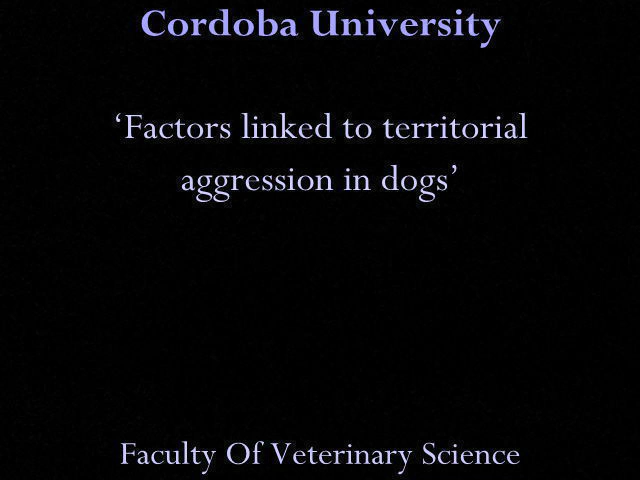 Cordoba University
‘Factors linked to territorial
aggression in dogs’
Faculty Of Veterinary Science